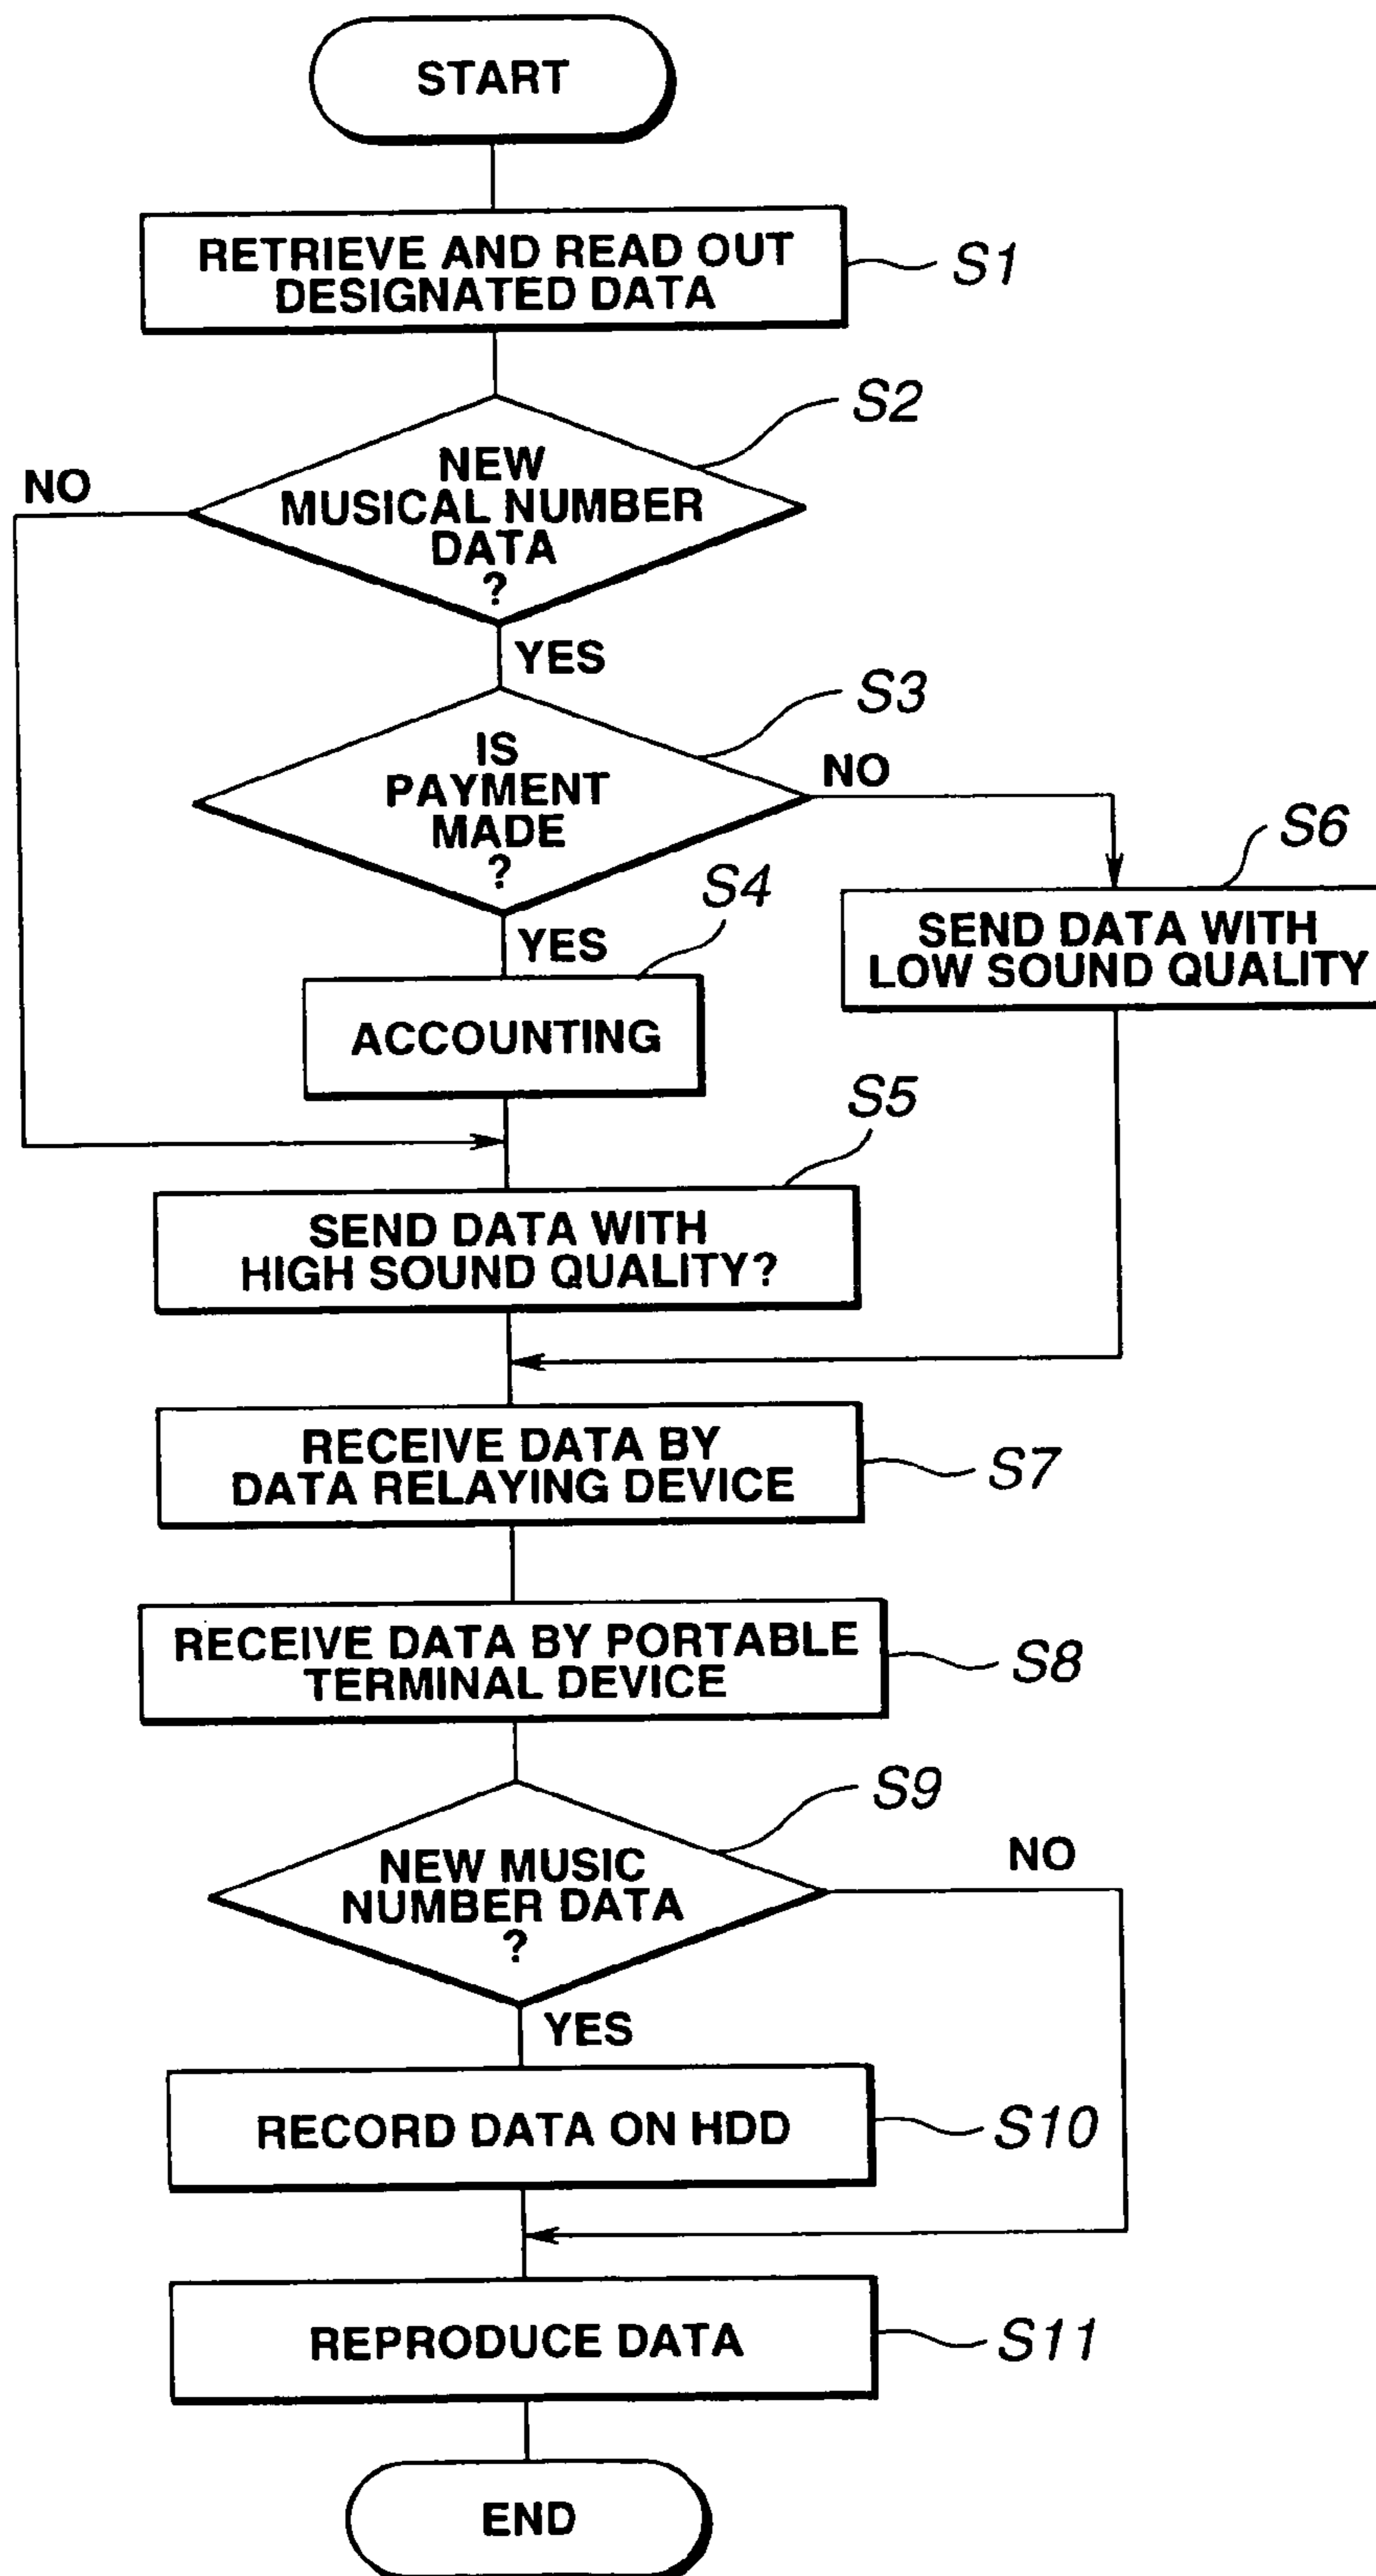 START
RETRIEVE AND READ OUT
DESIGNATED DATA
S1
S2
NEW
MUSICAL NUMBER
DATA
?
NO
YES
S3
IS
PAYMENT
MADE
?
NO
YES
S4
ACCOUNTING
S6
SEND DATA WITH
LOW SOUND QUALITY
S5
SEND DATA WITH
HIGH SOUND QUALITY?
RECEIVE DATA BY
DATA RELAYING DEVICE
S7
RECEIVE DATA BY PORTABLE
TERMINAL DEVICE
S8
S9
NEW MUSIC
NUMBER DATA
?
NO
YES
RECORD DATA ON HDD
S10
REPRODUCE DATA
S11
END